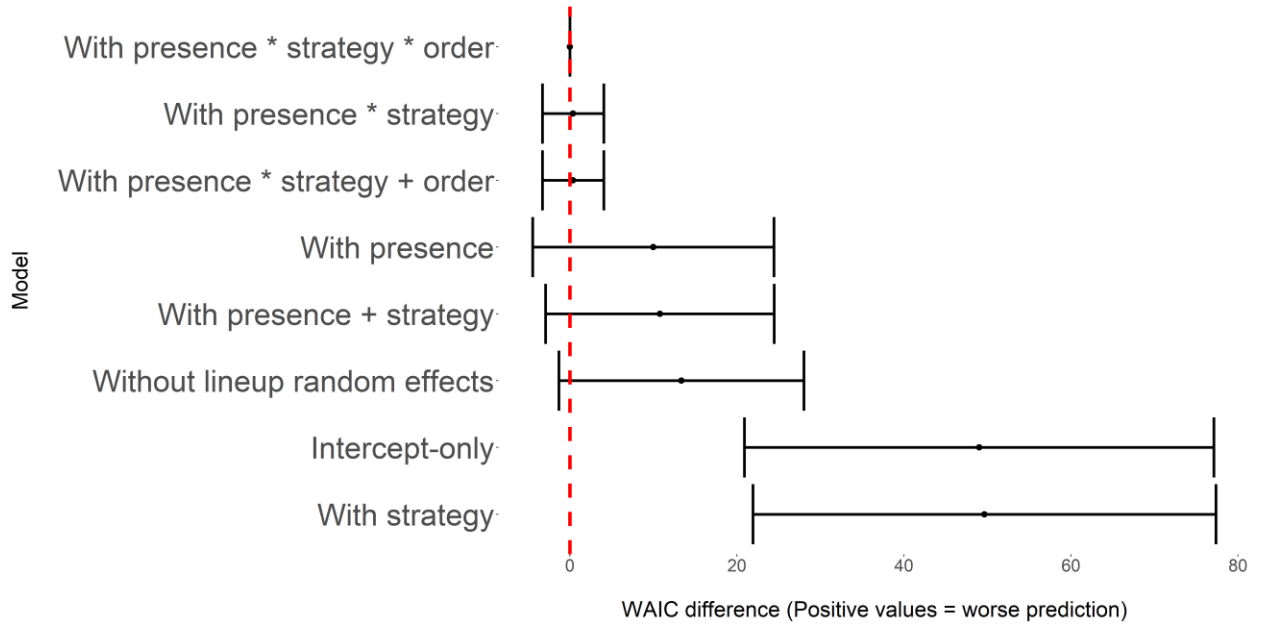 With presence * strategy * order
With presence * strategy
With presence * strategy + order
With presence
With presence + strategy
Without lineup random effects
Intercept-only
With strategy
Model
0 20 40 60 80
WAIC difference (Positive values = worse prediction)